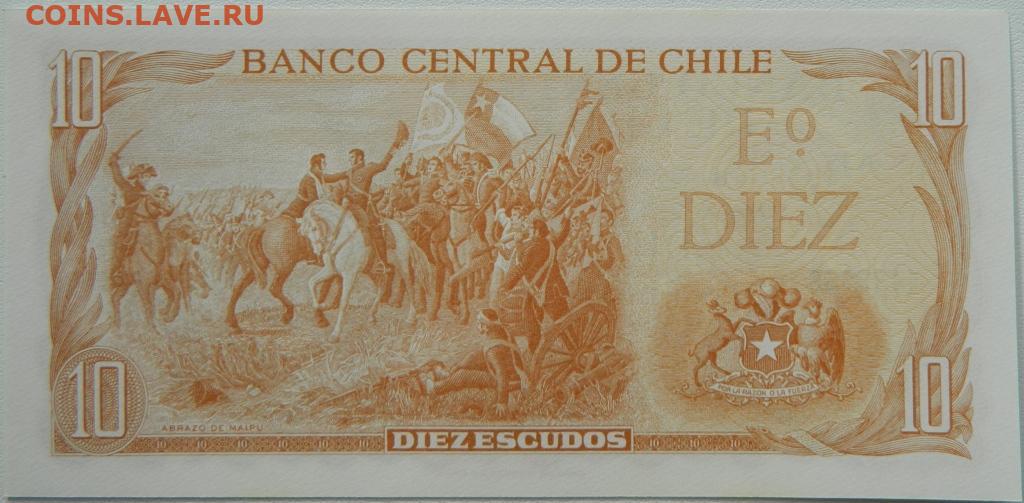 COINS.LAVE.RU
10 10
BANCO CENTRAL DE CHILE
Eº
DIEZ
POR LA RAZON O LA FUERZA
10 10
ABRAZO DE MAIPU
DIEZ ESCUDOS